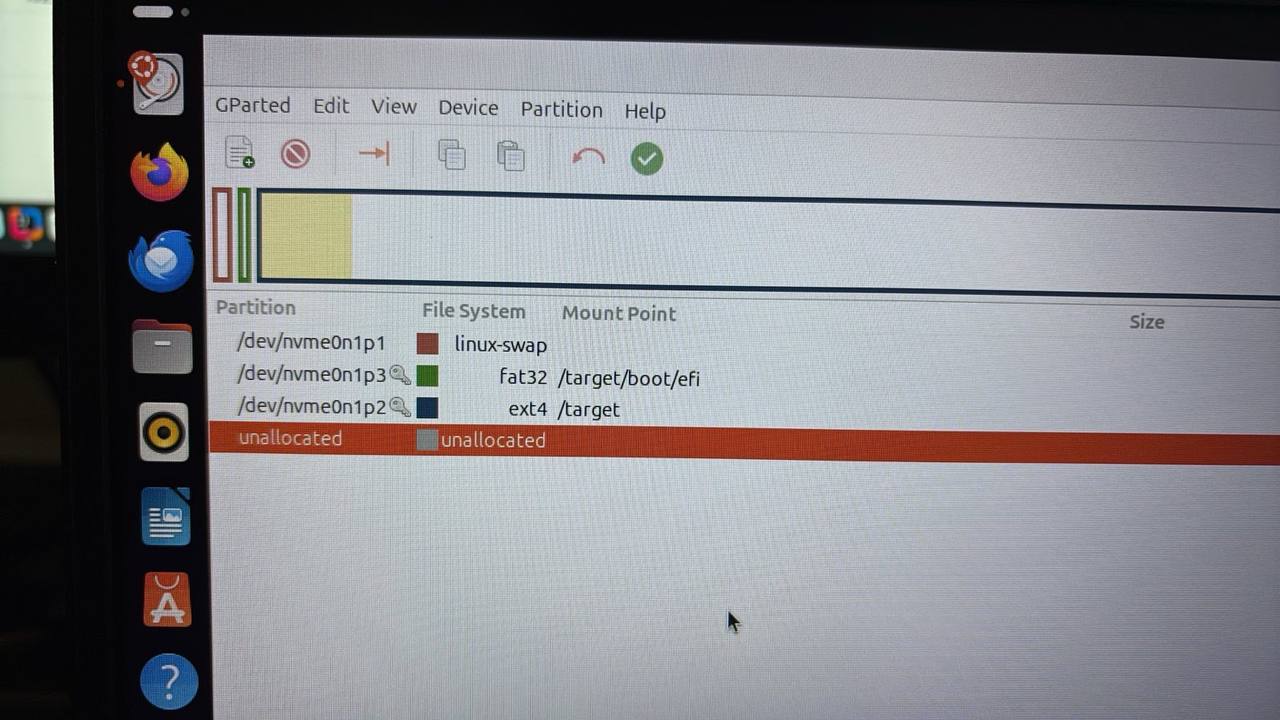 GParted Edit View Device Partition Help
Partition File System Mount Point Size
/dev/nvme0n1p1 linux-swap
/dev/nvme0n1p3 fat32 /target/boot/efi
/dev/nvme0n1p2 ext4 /target
unallocated unallocated